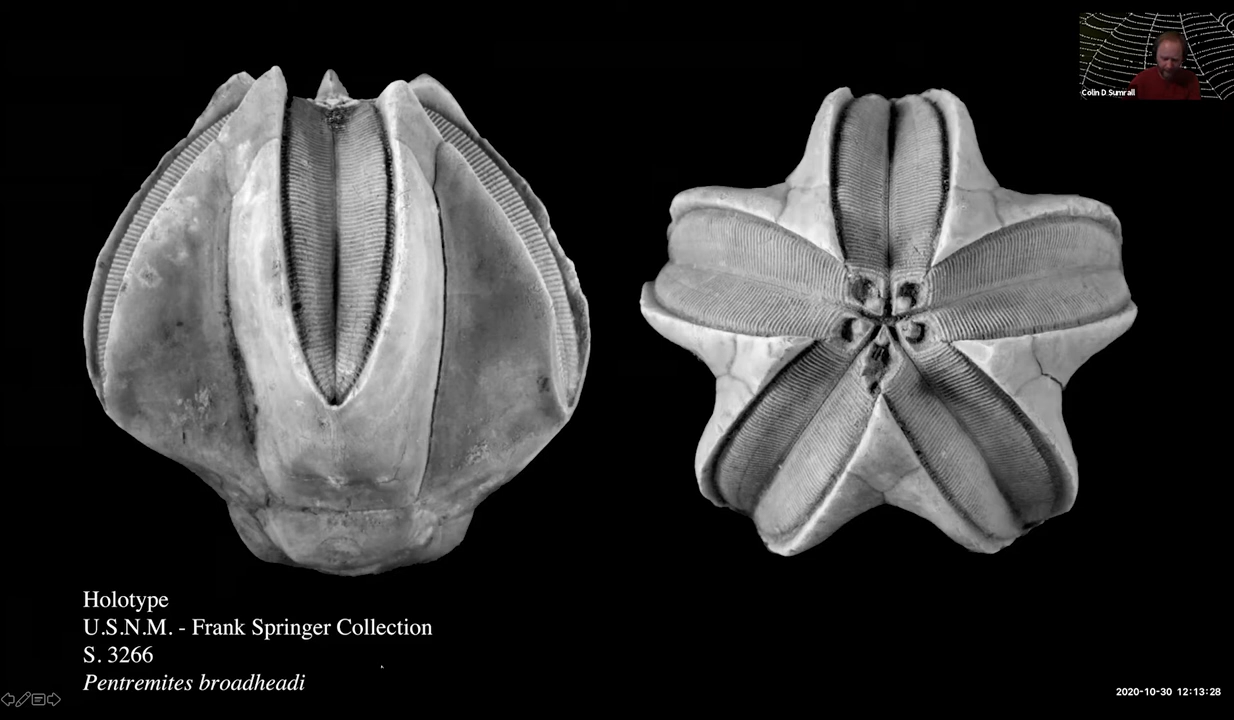 Colin D Sumrall
Holotype
U.S.N.M. - Frank Springer Collection
S. 3266
Pentremites broadheadi
2020-10-30 12:13:28